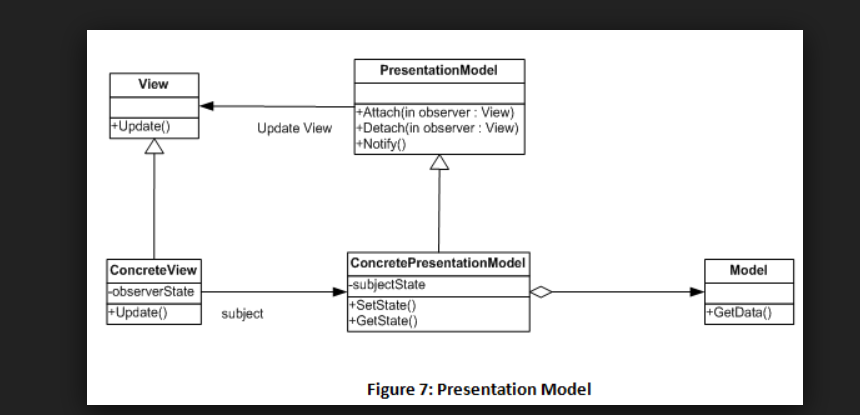 View
+Update()
PresentationModel
+Attach(in observer : View)
+Detach(in observer : View)
+Notify()
Update View
ConcreteView
-observerState
+Update()
subject
ConcretePresentationModel
-subjectState
+SetState()
+GetState()
Model
+GetData()
Figure 7: Presentation Model